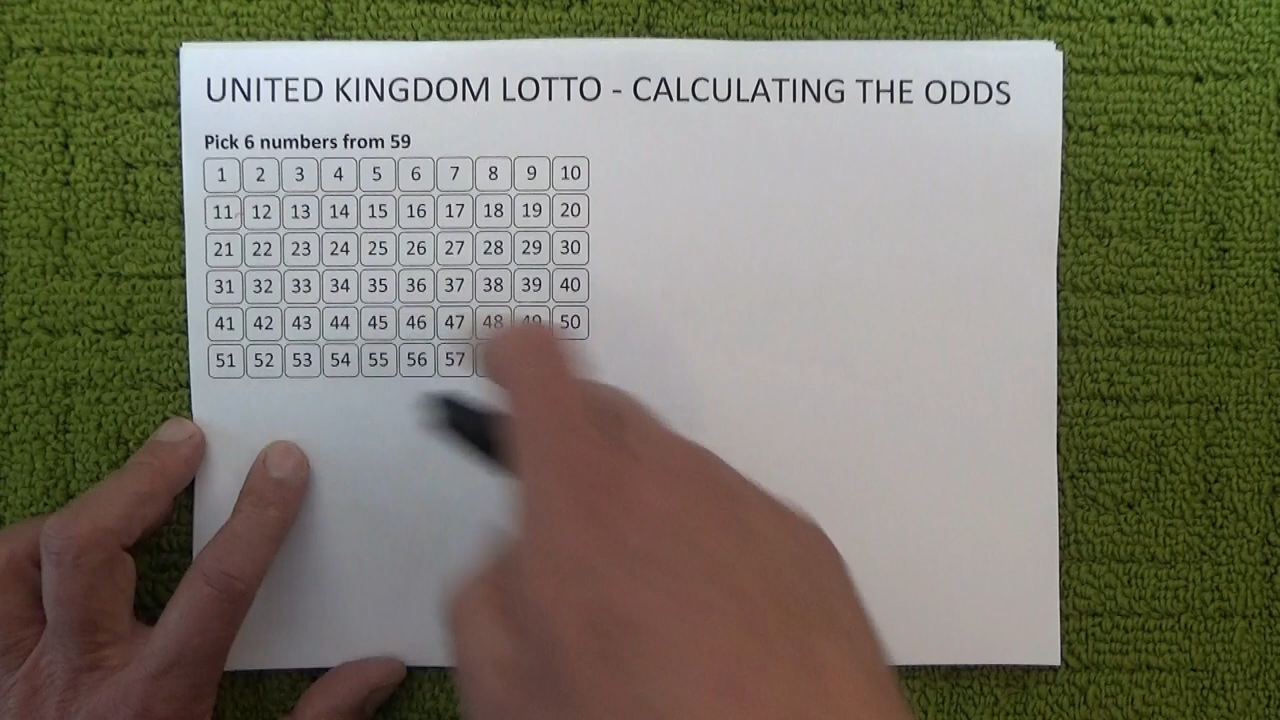 UNITED KINGDOM LOTTO - CALCULATING THE ODDS
Pick 6 numbers from 59
1 2 3 4 5 6 7 8 9 10
11 12 13 14 15 16 17 18 19 20
21 22 23 24 25 26 27 28 29 30
31 32 33 34 35 36 37 38 39 40
41 42 43 44 45 46 47 48 49 50
51 52 53 54 55 56 57